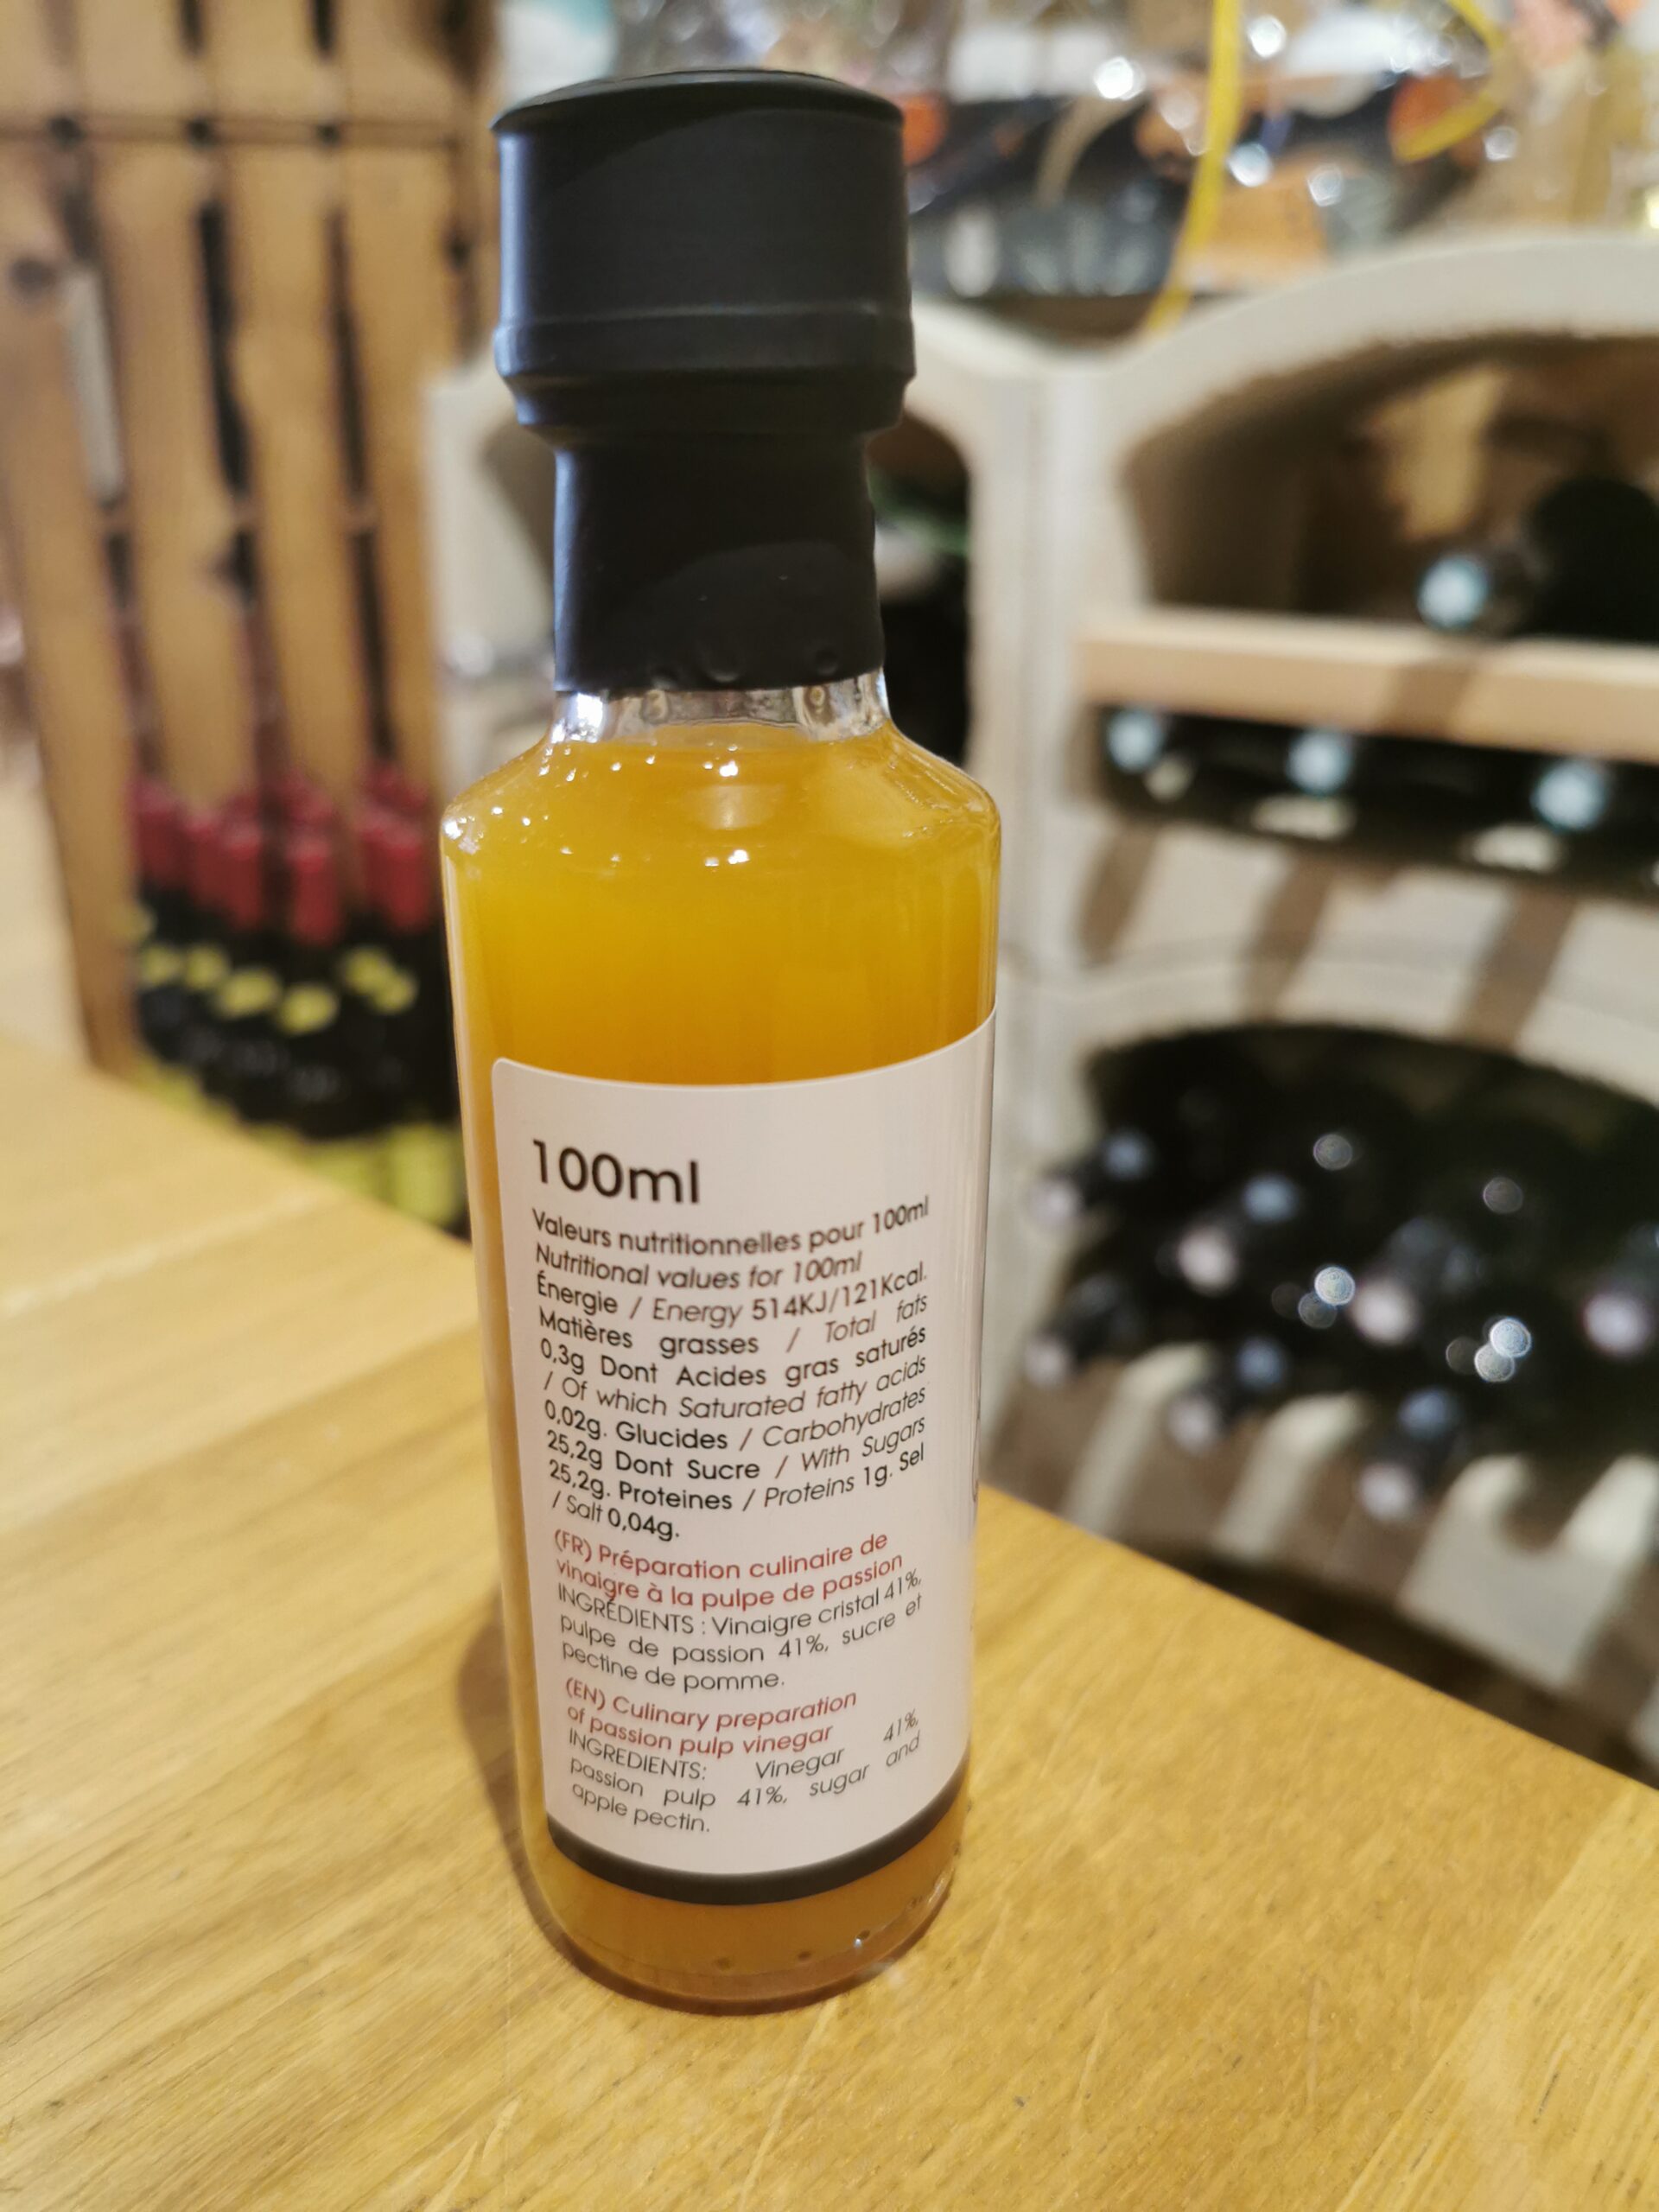 100ml
Valeurs nutritionnelles pour 100ml
Nutritional values for 100ml
Énergie / Energy 514KJ/121Kcal.
Matières grasses / Total fats
0,3g Dont Acides gras saturés
/ Of which Saturated fatty acids
0,02g. Glucides / Carbohydrates
25,2g Dont Sucre / With Sugars
25,2g. Proteines / Proteins 1g. Sel
/ Salt 0,04g.
(FR) Préparation culinaire de
vinaigre à la pulpe de passion
INGRÉDIENTS : Vinaigre cristal 41%,
pulpe de passion 41%, sucre et
pectine de pomme.
(EN) Culinary preparation
of passion pulp vinegar
INGREDIENTS: Vinegar 41%,
passion pulp 41%, sugar and
apple pectin.